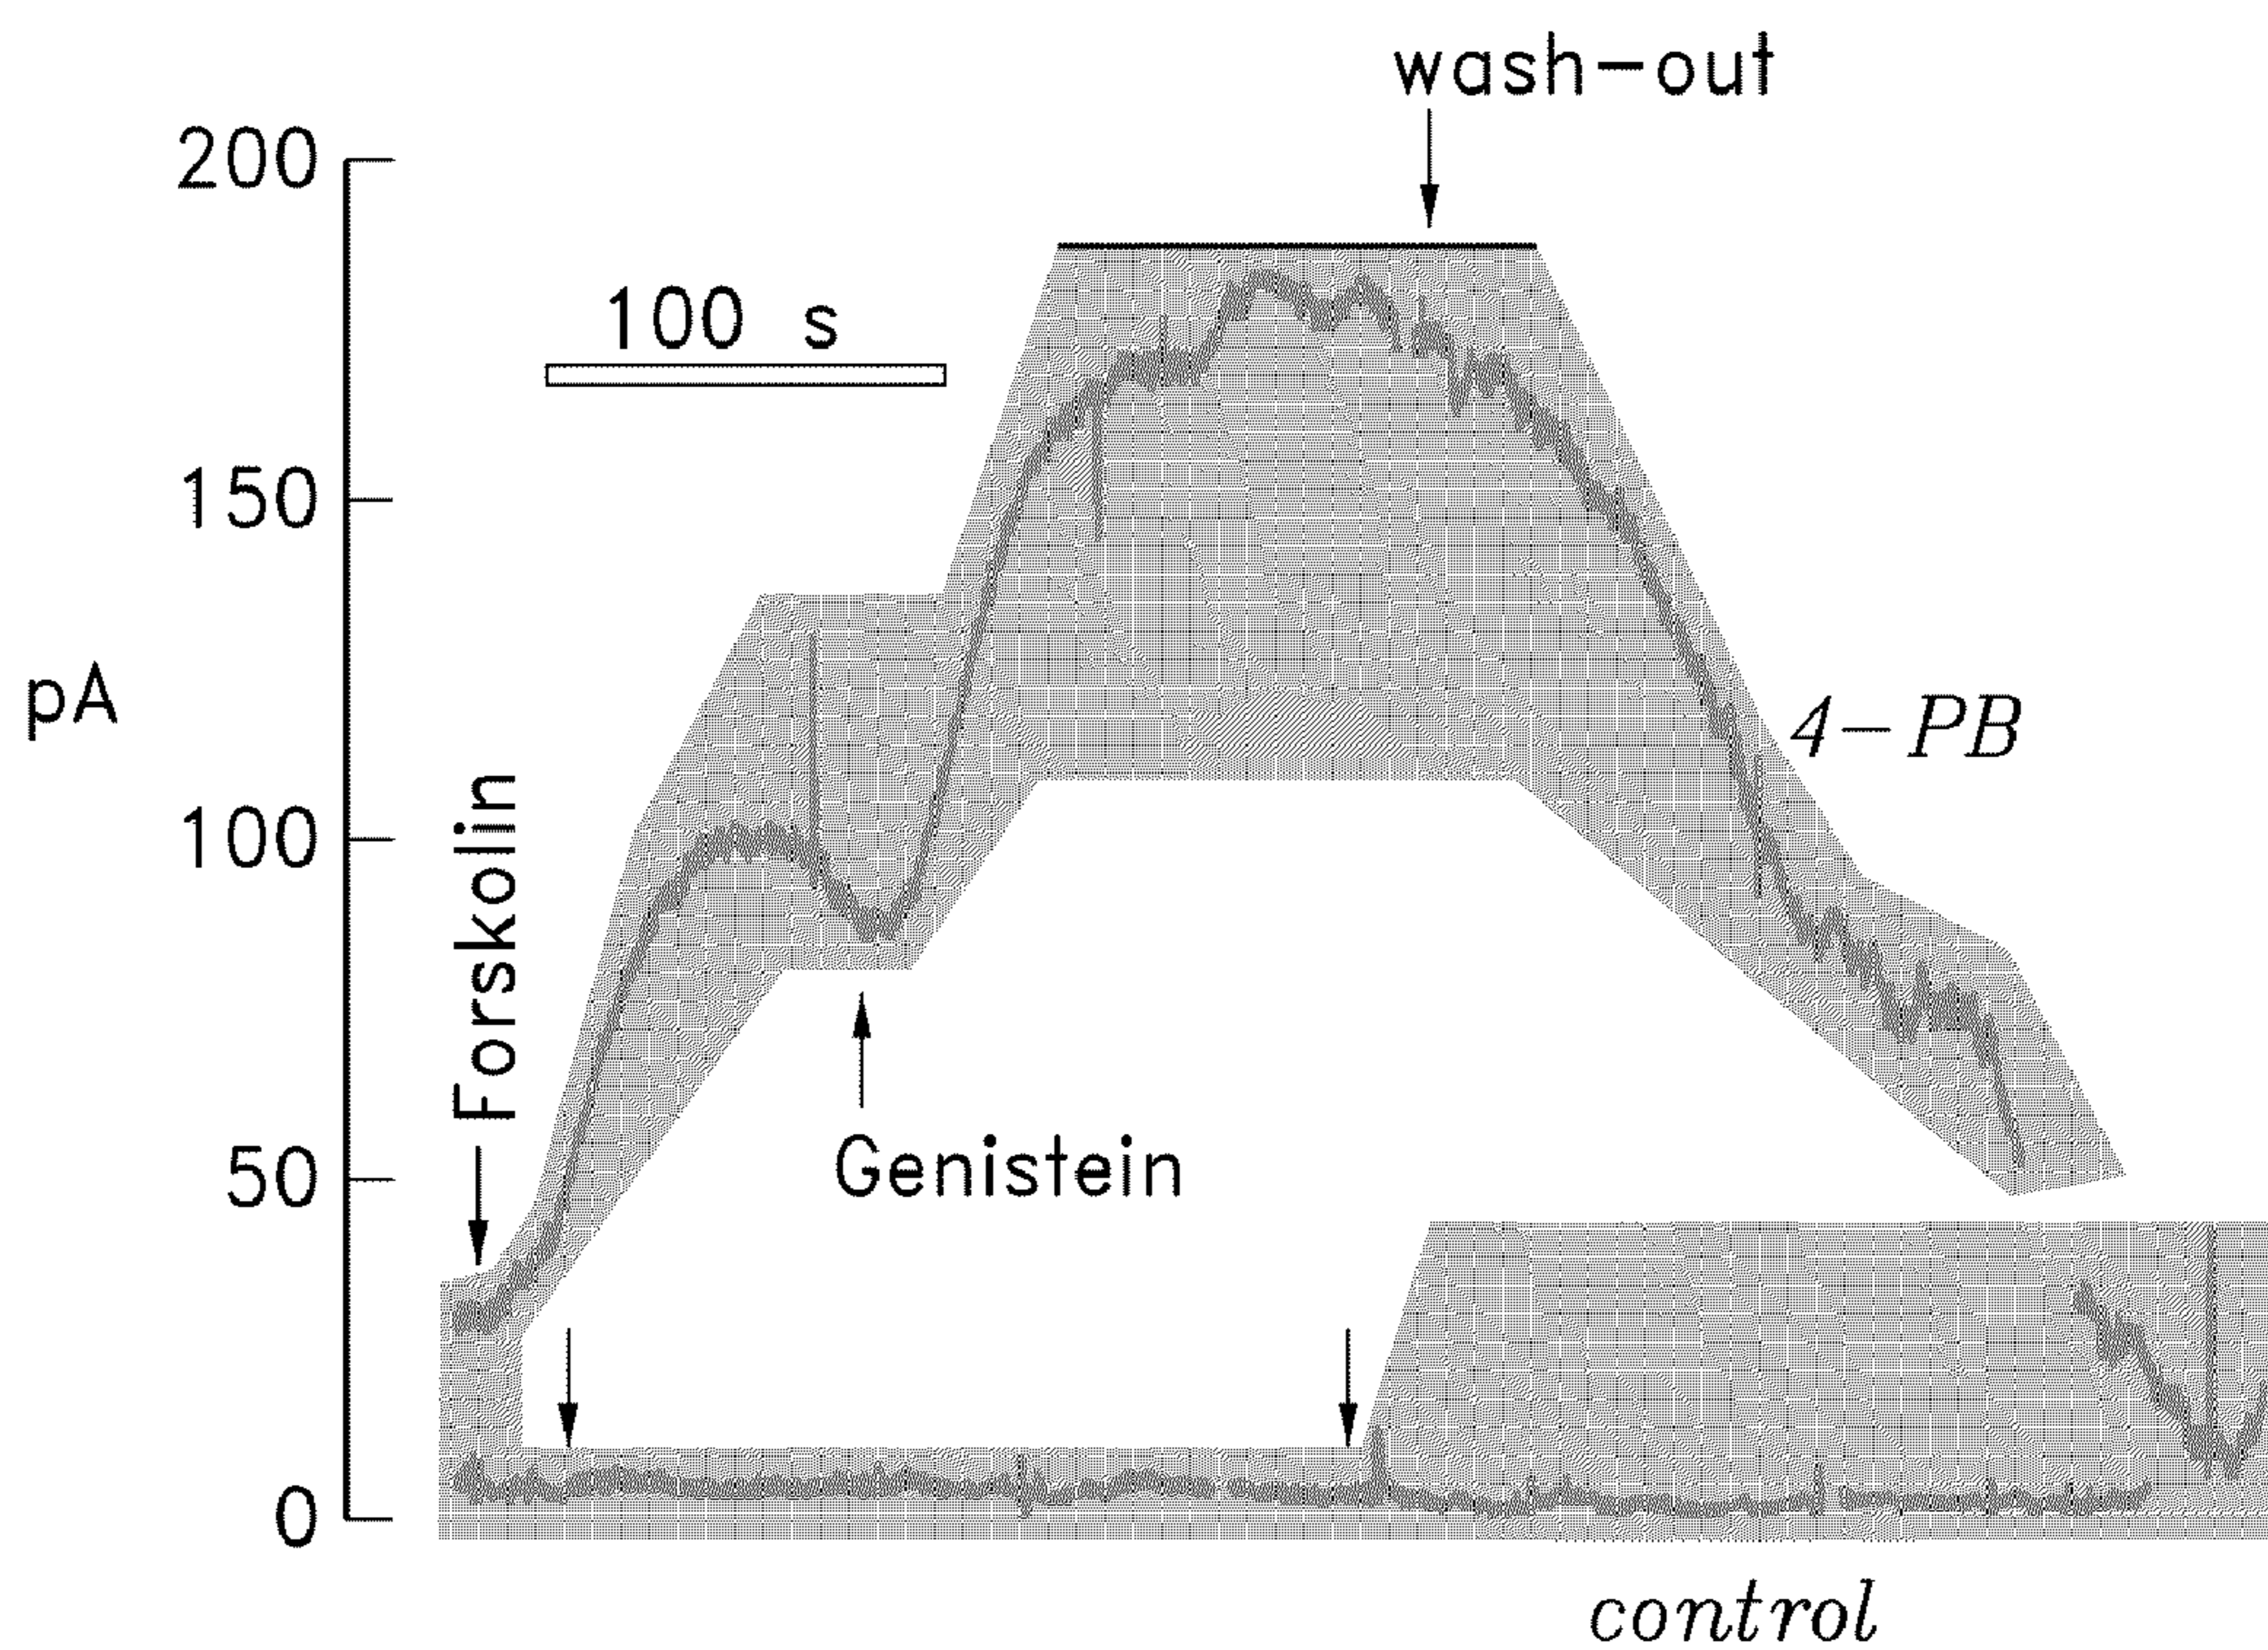 wash-out
200
100 s
150
pA
4-PB
100
Forskolin
Genistein
50
0
control